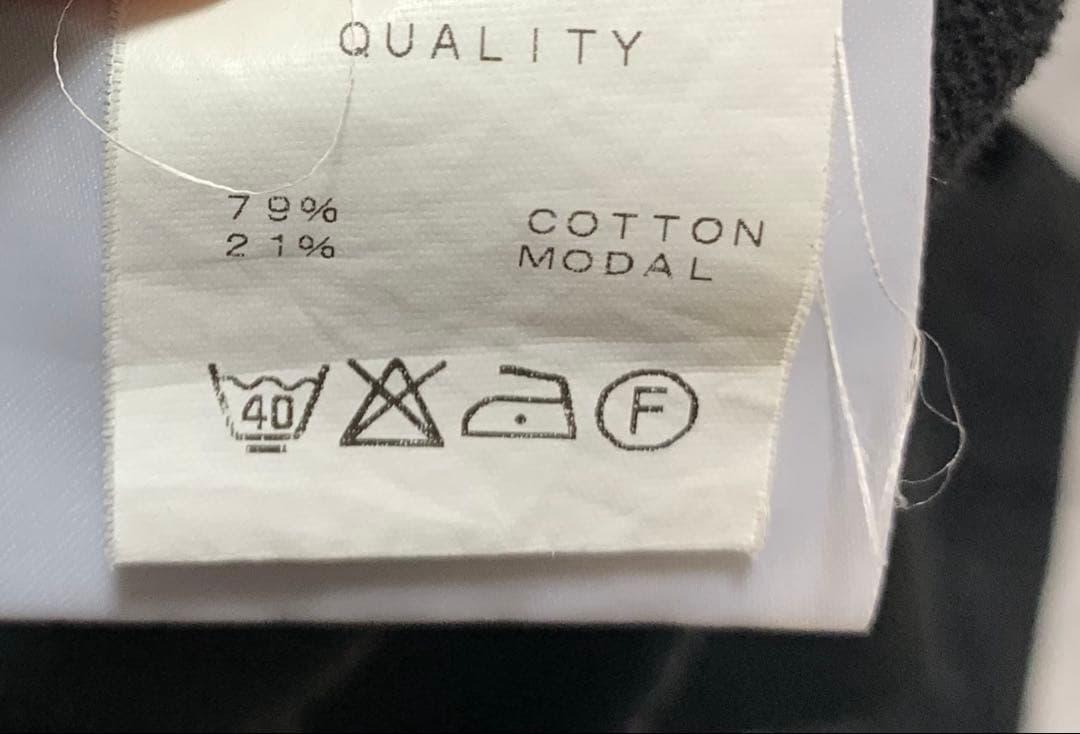 QUALITY
79% COTTON
21% MODAL
40 F